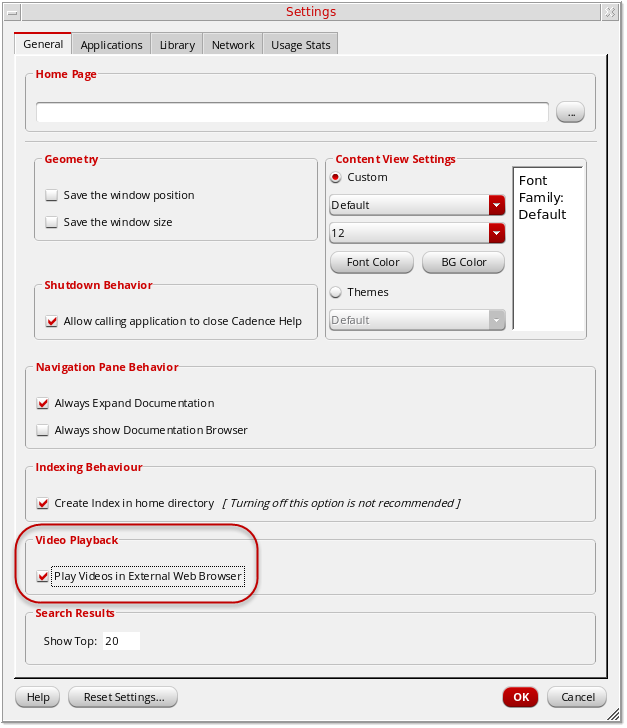 Settings
General Applications Library Network Usage Stats
Home Page
...
Geometry
Save the window position
Save the window size
Content View Settings
Custom
Default
12
Font Color BG Color
Themes
Default
Font
Family:
Default
Shutdown Behavior
Allow calling application to close Cadence Help
Navigation Pane Behavior
Always Expand Documentation
Always show Documentation Browser
Indexing Behaviour
Create Index in home directory [ Turning off this option is not recommended ]
Video Playback
Play Videos in External Web Browser
Search Results
Show Top: 20
Help Reset Settings... OK Cancel